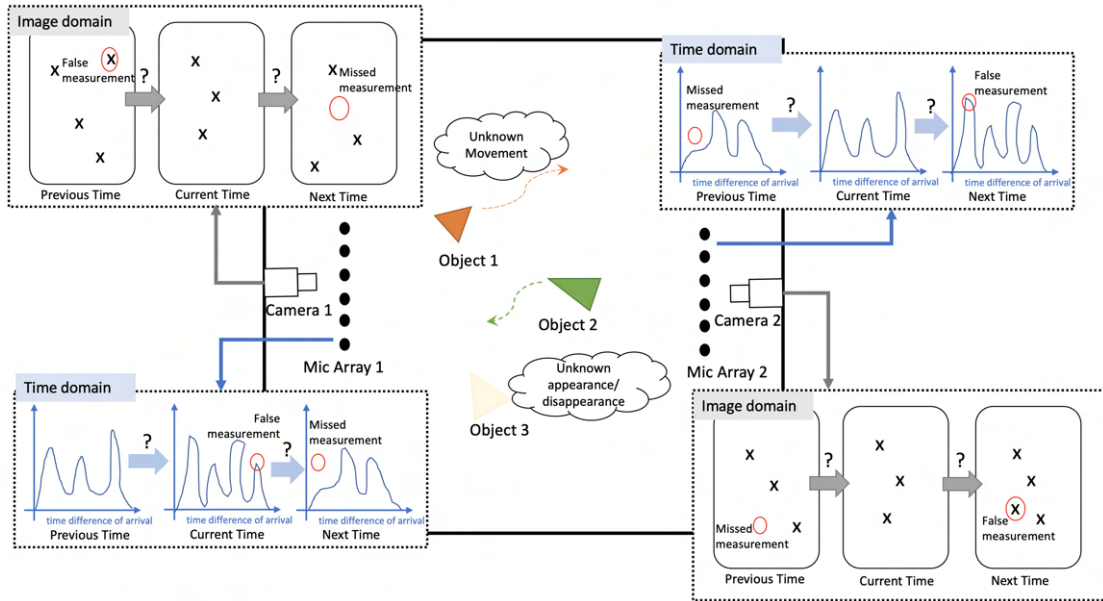 Image domain
X
X
False
measurement
X
X
Previous Time
?
X
X
X
Current Time
?
X
Missed
measurement
X
X
Next Time
Time domain
Missed
measurement
time difference of arrival
Previous Time
?
time difference of arrival
Current Time
?
False
measurement
time difference of arrival
Next Time
Unknown
Movement
Object 1
Camera 1
Mic Array 1
Object 2
Camera 2
Mic Array 2
Unknown
appearance/
disappearance
Object 3
Time domain
time difference of arrival
Previous Time
?
False
measurement
time difference of arrival
Current Time
?
Missed
measurement
time difference of arrival
Next Time
Image domain
X
X
X
Missed
measurement
Previous Time
?
X
X
X
Current Time
?
X
X
X
X
False
measurement
Next Time